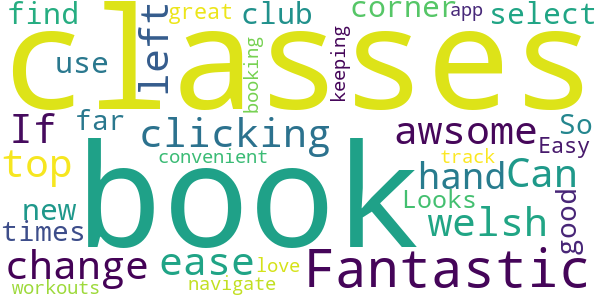 find left great club corner app select
classes
use booking keeping
If far clicking awsome So
Easy
top convenient book track
hand Can
new Looks welsh good
times
change ease love Fantastic
workouts navigate